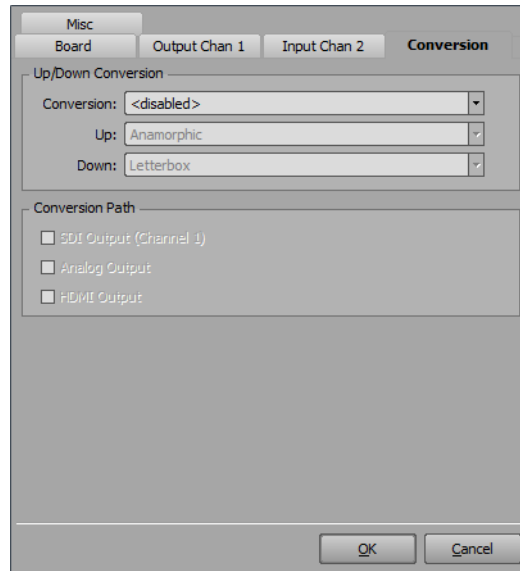 Misc
Board Output Chan 1 Input Chan 2 Conversion
Up/Down Conversion
Conversion: <disabled>
Up: Anamorphic
Down: Letterbox
Conversion Path
SDI Output (Channel 1)
Analog Output
HDMI Output
OK Cancel